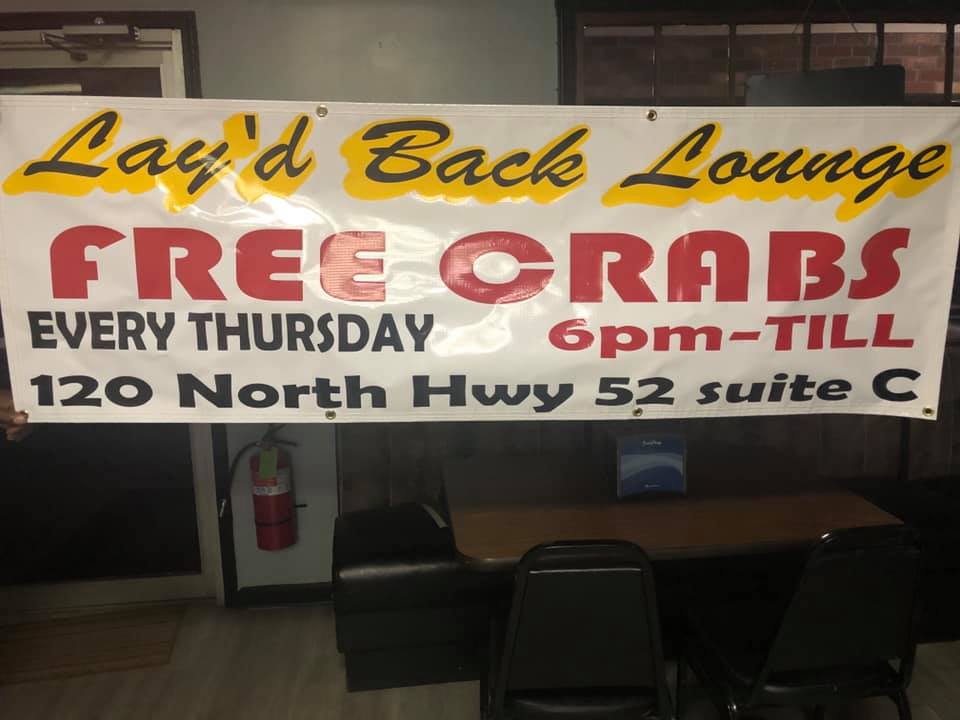 Lay'd Back Lounge
FREE CRABS
EVERY THURSDAY 6pm-TILL
120 North Hwy 52 suite C